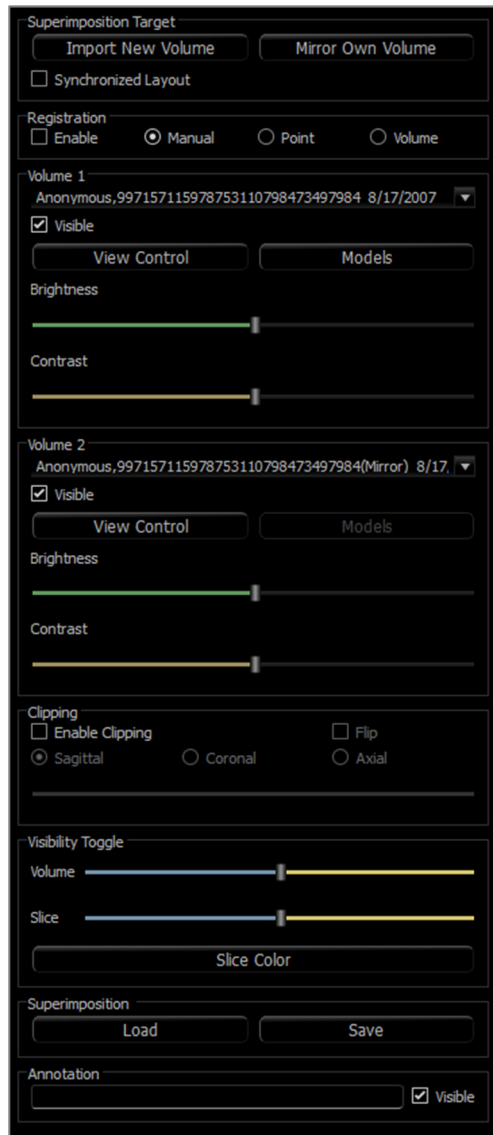 Superimposition Target
Import New Volume Mirror Own Volume
Synchronized Layout
Registration
Enable Manual Point Volume
Volume 1
Anonymous,99715711597875311079847349​7984 8/17/2007
Visible
View Control Models
Brightness
Contrast
Volume 2
Anonymous,997157115978753110798473497984(Mirror) 8/17,
Visible
View Control Models
Brightness
Contrast
Clipping
Enable Clipping Flip
Sagittal Coronal Axial
Visibility Toggle
Volume
Slice
Slice Color
Superimposition
Load Save
Annotation
Visible